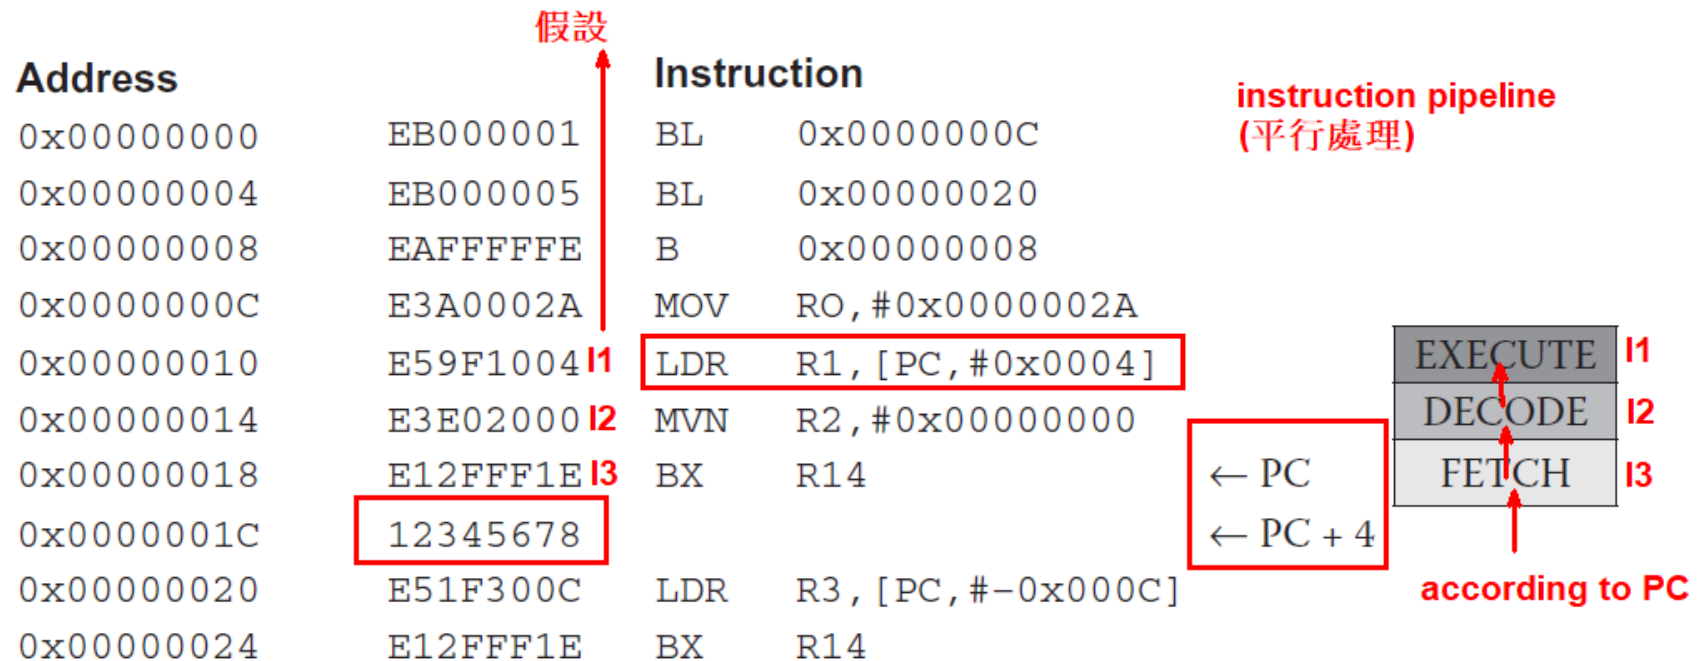 假設
Address Instruction
instruction pipeline
(平行處理)
0x00000000 EB000001 BL 0x0000000C
0x00000004 EB000005 BL 0x00000020
0x00000008 EAFFFFFE B 0x00000008
0x0000000C E3A0002A MOV RO,#0x0000002A
0x00000010 E59F1004 I1 LDR R1,[PC,#0x0004] EXECUTE I1
0x00000014 E3E02000 I2 MVN R2,#0x00000000 DECODE I2
0x00000018 E12FFF1E I3 BX R14 ← PC FETCH I3
0x0000001C 12345678 ← PC + 4
according to PC
0x00000020 E51F300C LDR R3,[PC,#-0x000C]
0x00000024 E12FFF1E BX R14